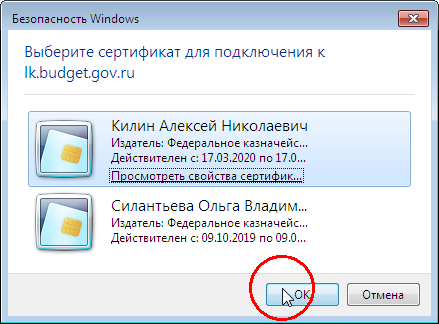 Безопасность Windows
Выберите сертификат для подключения к
lk.budget.gov.ru
Килин Алексей Николаевич
Издатель: Федеральное казначейс...
Действителен с: 17.03.2020 по 17.0...
Просмотреть свойства сертифик...
Силантьева Ольга Владим...
Издатель: Федеральное казначейс...
Действителен с: 09.10.2019 по 09.0...
ОК
Отмена